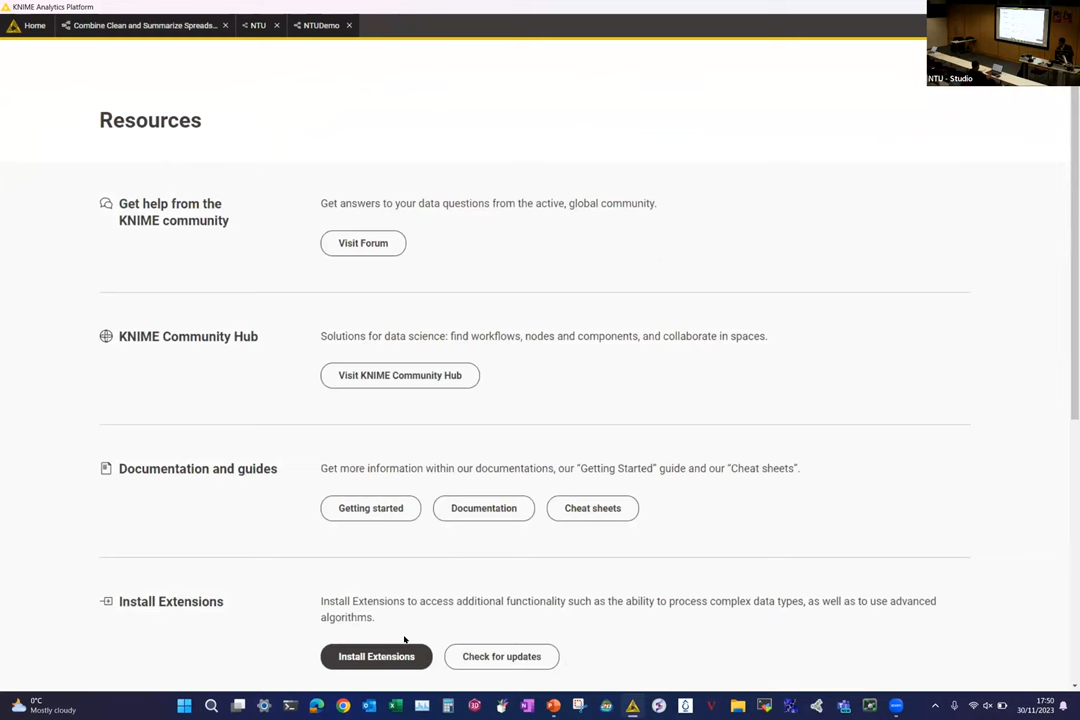 KNIME Analytics Platform
Home
Combine Clean and Summarize Spreads...
NTU
NTUDemo
NTU - Studio
Resources
Get help from the
KNIME community
Get answers to your data questions from the active, global community.
Visit Forum
KNIME Community Hub
Solutions for data science: find workflows, nodes and components, and collaborate in spaces.
Visit KNIME Community Hub
Documentation and guides
Get more information within our documentations, our “Getting Started” guide and our “Cheat sheets”.
Getting started
Documentation
Cheat sheets
Install Extensions
Install Extensions to access additional functionality such as the ability to process complex data types, as well as to use advanced
algorithms.
Install Extensions
Check for updates
0°C
Mostly cloudy
17:50
30/11/2023